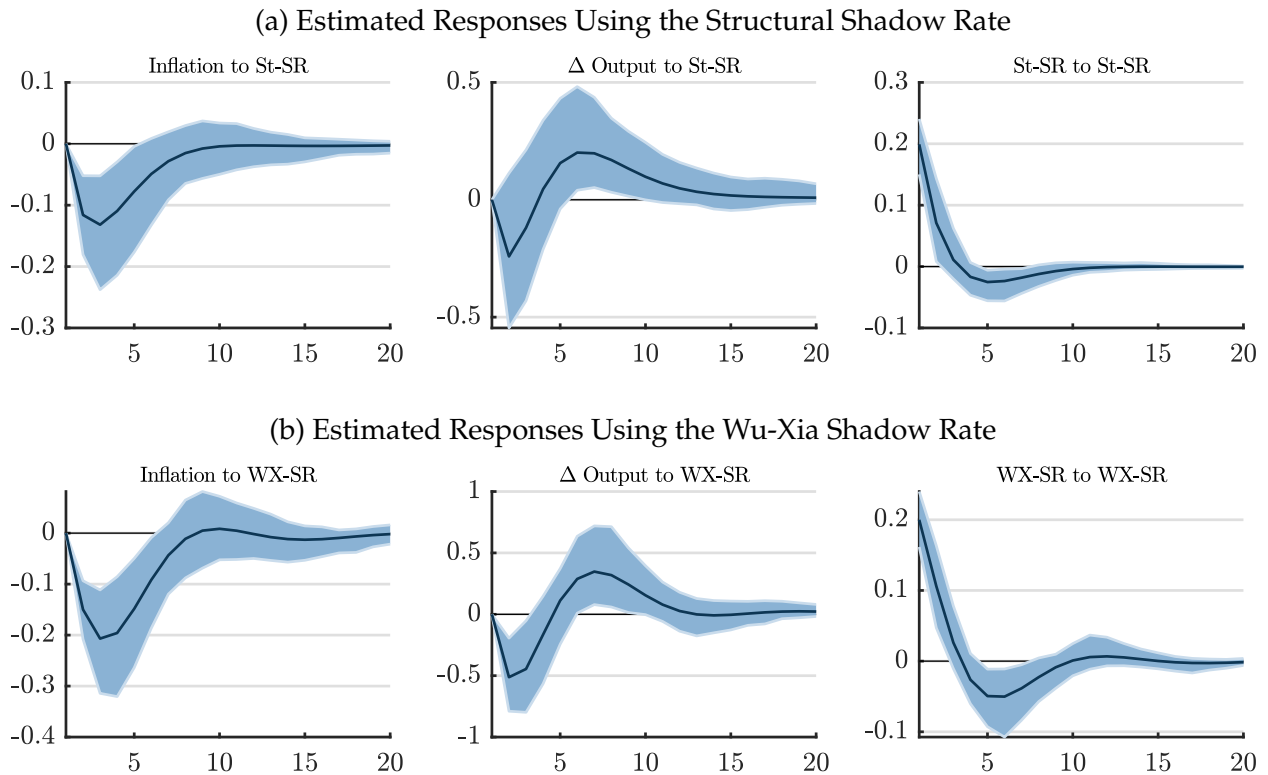 (a) Estimated Responses Using the Structural Shadow Rate
Inflation to St-SR
Δ Output to St-SR
St-SR to St-SR
0.1
0
-0.1
-0.2
-0.3
5 10 15 20
0.5
0
-0.5
5 10 15 20
0.3
0.2
0.1
0
-0.1
5 10 15 20
(b) Estimated Responses Using the Wu-Xia Shadow Rate
Inflation to WX-SR
Δ Output to WX-SR
WX-SR to WX-SR
0
-0.1
-0.2
-0.3
-0.4
5 10 15 20
1
0.5
0
-0.5
-1
5 10 15 20
0.2
0.1
0
-0.1
5 10 15 20